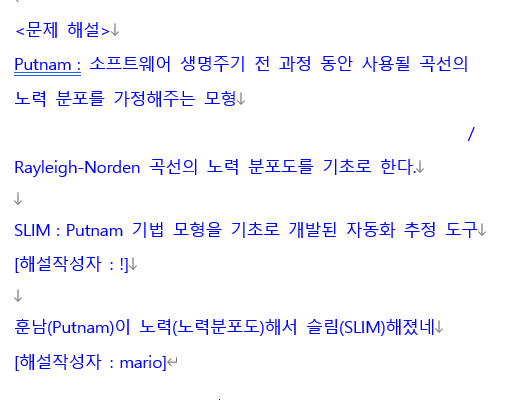 <문제 해설>↓
Putnam : 소프트웨어 생명주기 전 과정 동안 사용될 곡선의
노력 분포를 가정해주는 모형↓
/
Rayleigh-Norden 곡선의 노력 분포도를 기초로 한다.↓
↓
SLIM : Putnam 기법 모형을 기초로 개발된 자동화 추정 도구↓
[해설작성자 : !]↓
↓
훈남(Putnam)이 노력(노력분포도)해서 슬림(SLIM)해졌네↓
[해설작성자 : mario]↵